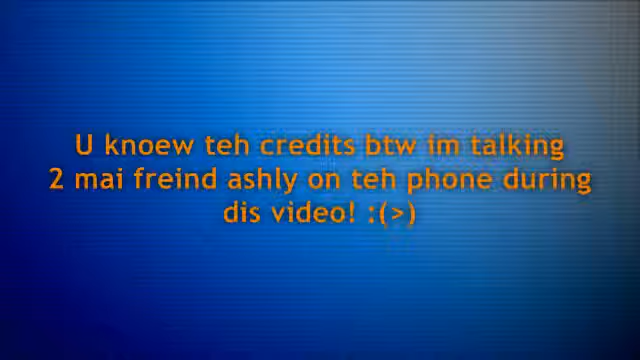 U knoew teh credits btw im talking
2 mai freind ashly on teh phone during
dis video! :(>)